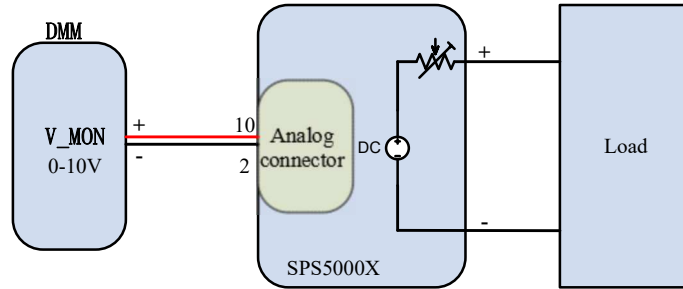 DMM
V_MON
0-10V
+
-
10
2
Analog
connector
DC
+
-
SPS5000X
+
-
Load